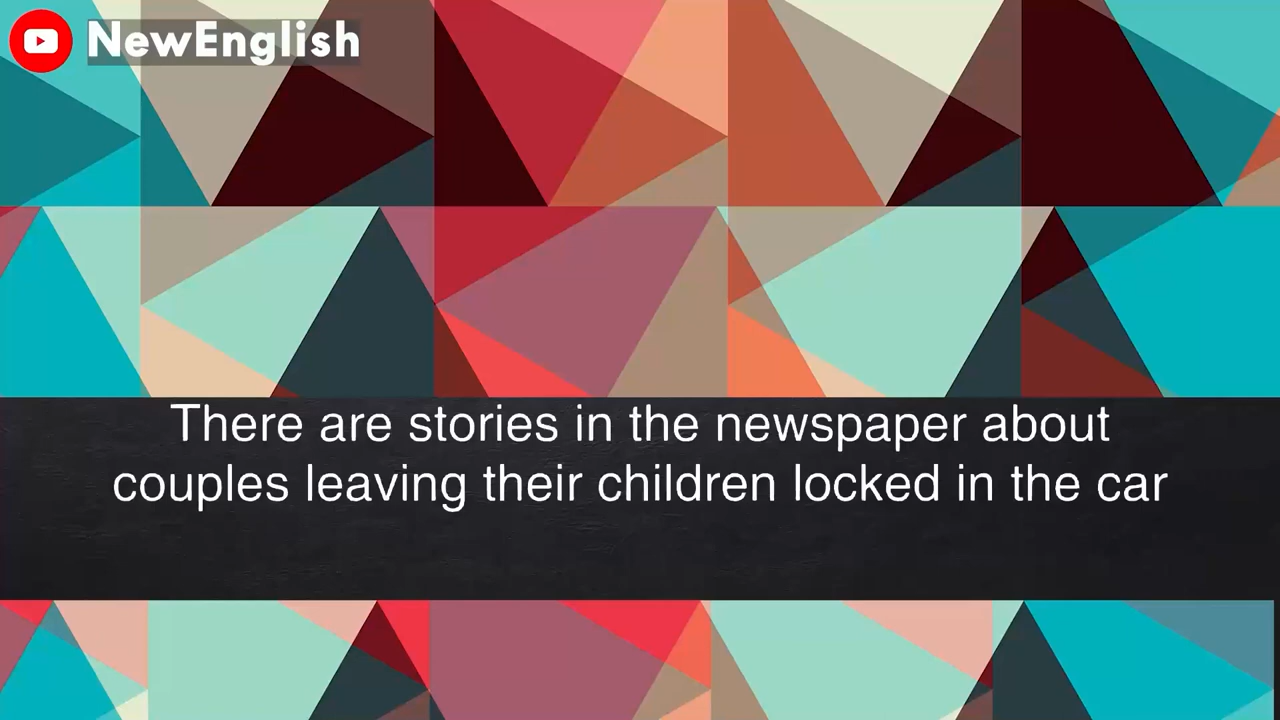 NewEnglish
There are stories in the newspaper about
couples leaving their children locked in the car